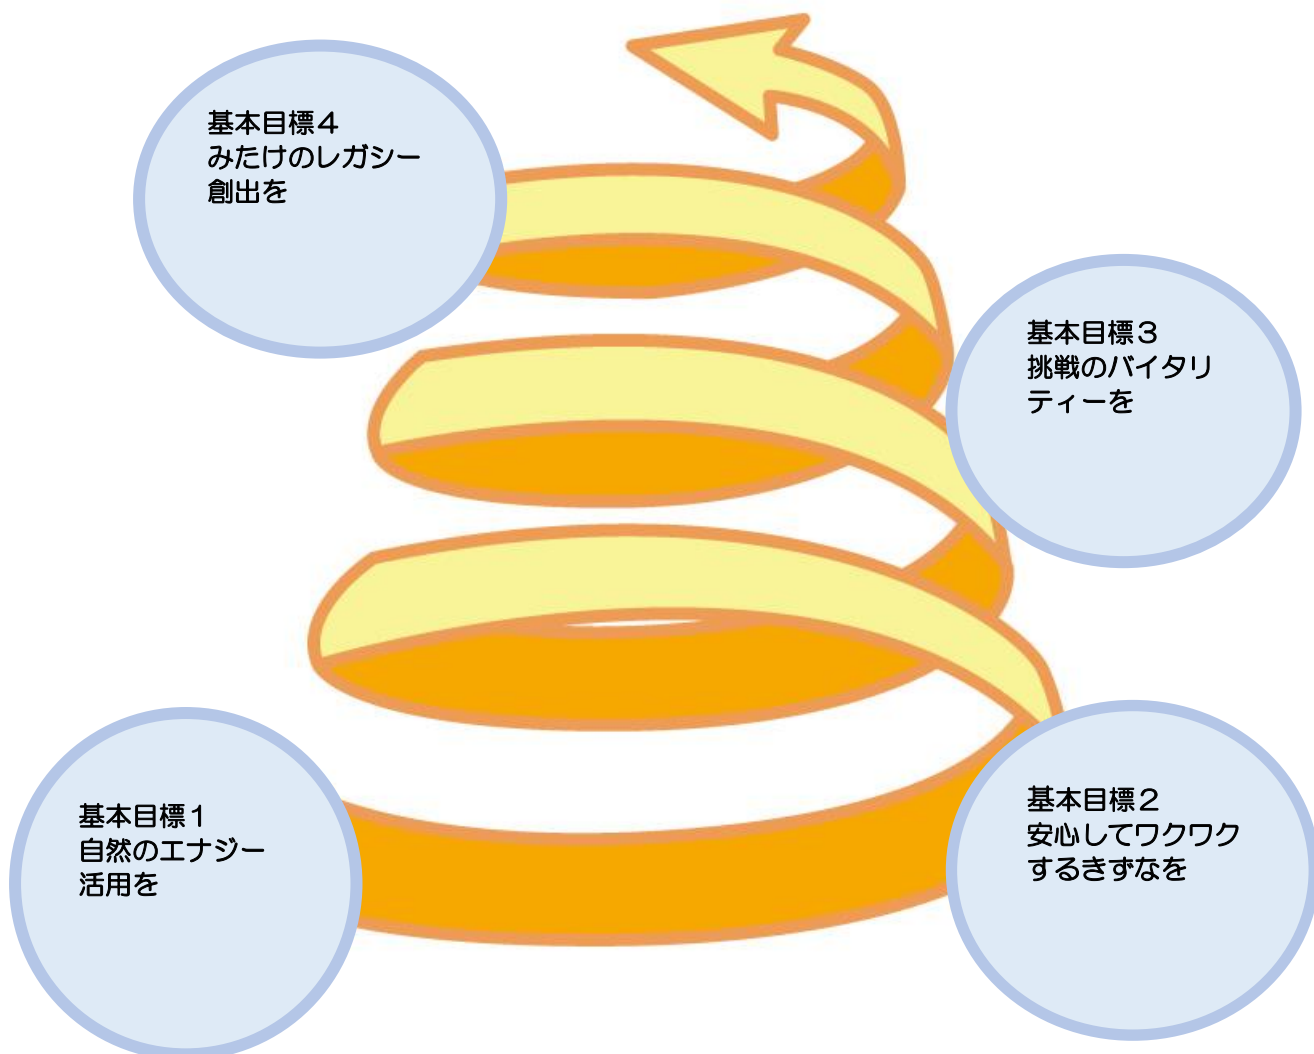 基本目標４
みたけのレガシー
創出を
基本目標３
挑戦のバイタリ
ティーを
基本目標１
自然のエナジー
活用を
基本目標２
安心してワクワク
するきずなを